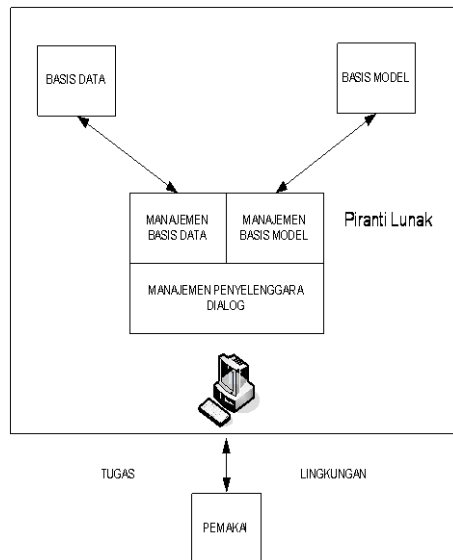 BASIS DATA
BASIS MODEL
MANAJEMEN
BASIS DATA
MANAJEMEN
BASIS MODEL
Piranti Lunak
MANAJEMEN PENYELENGGARA
DIALOG
TUGAS
LINGKUNGAN
PEMAKAI